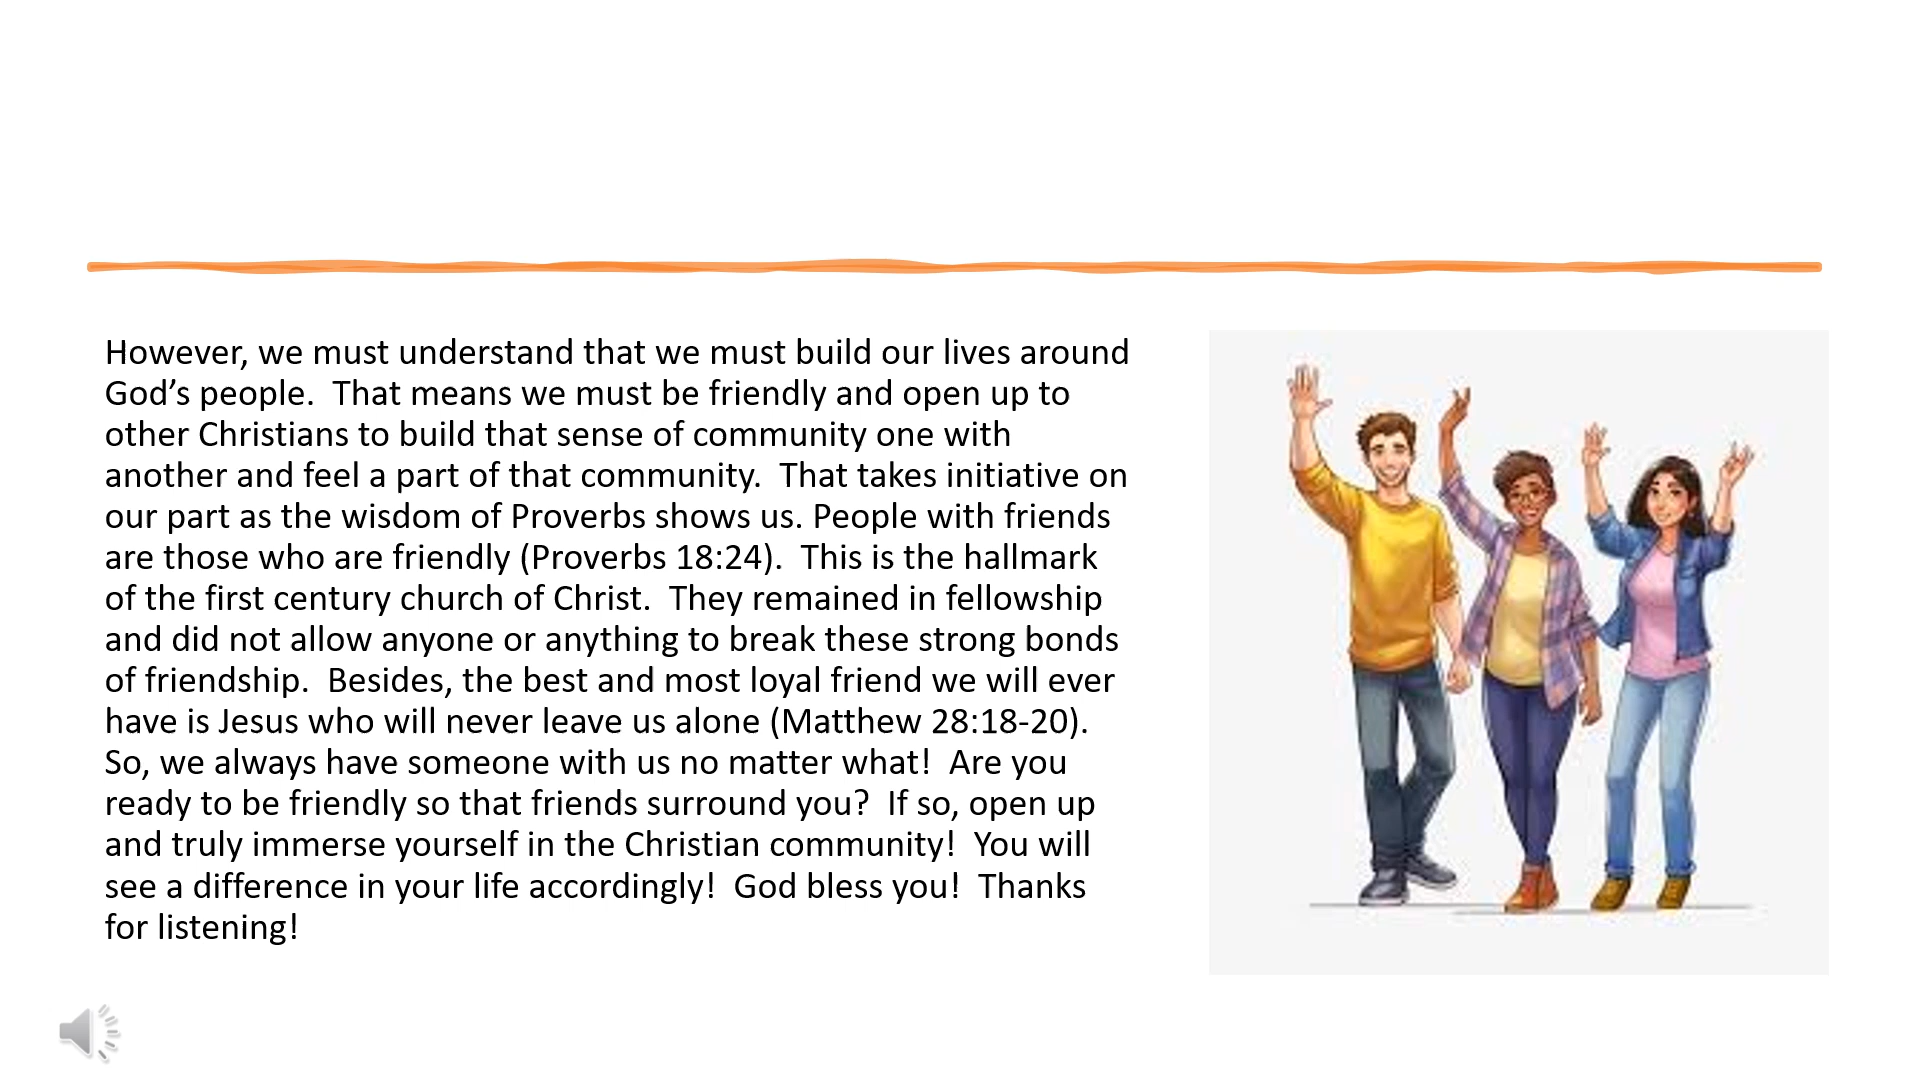 However, we must understand that we must build our lives around
God’s people.  That means we must be friendly and open up to
other Christians to build that sense of community one with
another and feel a part of that community.  That takes initiative on
our part as the wisdom of Proverbs shows us. People with friends
are those who are friendly (Proverbs 18:24).  This is the hallmark
of the first century church of Christ.  They remained in fellowship
and did not allow anyone or anything to break these strong bonds
of friendship.  Besides, the best and most loyal friend we will ever
have is Jesus who will never leave us alone (Matthew 28:18-20).
So, we always have someone with us no matter what!  Are you
ready to be friendly so that friends surround you?  If so, open up
and truly immerse yourself in the Christian community!  You will
see a difference in your life accordingly!  God bless you!  Thanks
for listening!